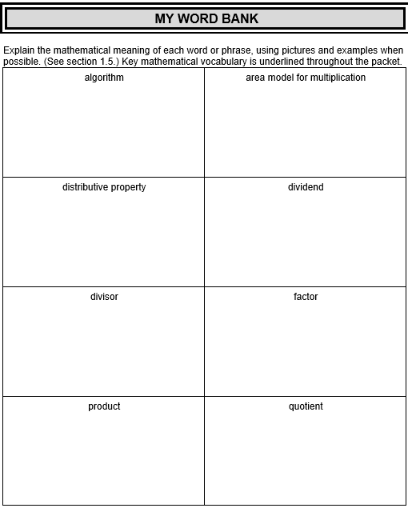 MY WORD BANK
Explain the mathematical meaning of each word or phrase, using pictures and examples when
possible. (See section 1.5.) Key mathematical vocabulary is underlined throughout the packet.
algorithm
area model for multiplication
distributive property
dividend
divisor
factor
product
quotient